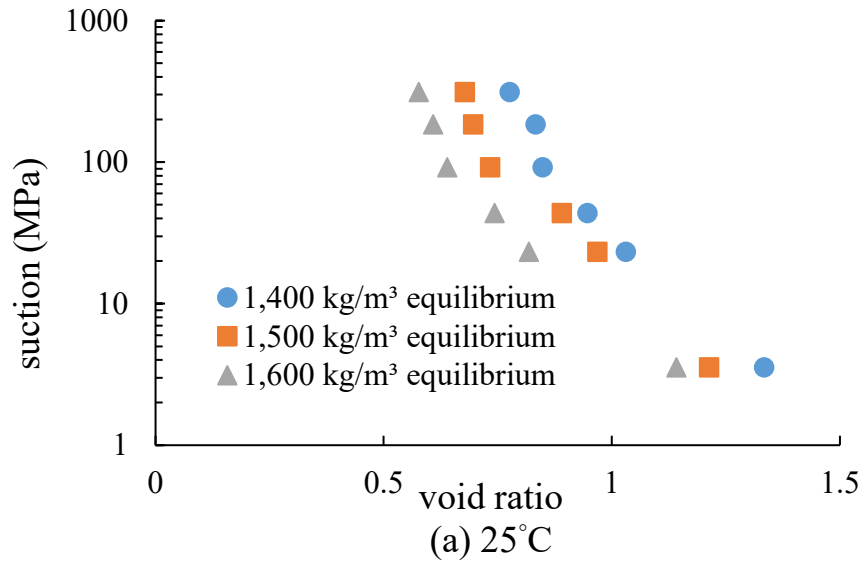 1000
100
10
1
suction (MPa)
1,400 kg/m³ equilibrium
1,500 kg/m³ equilibrium
1,600 kg/m³ equilibrium
0
0.5
1
1.5
void ratio
(a) 25°C